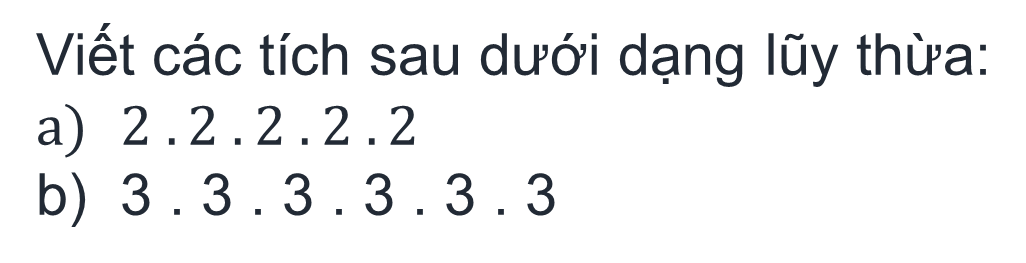 Viết các tích sau dưới dạng lũy thừa:
a) 2 . 2 . 2 . 2 . 2
b) 3 . 3 . 3 . 3 . 3 . 3